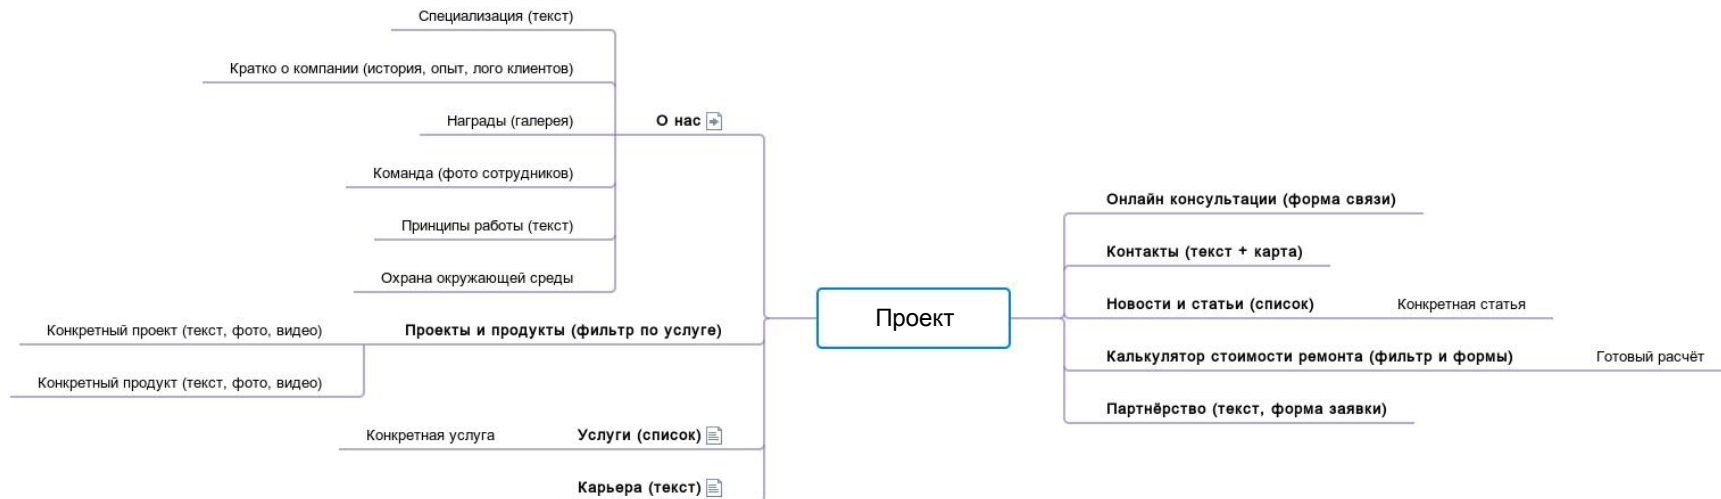 Специализация (текст)
Кратко о компании (история, опыт, лого клиентов)
Награды (галерея)
О нас
Команда (фото сотрудников)
Принципы работы (текст)
Охрана окружающей среды
Конкретный проект (текст, фото, видео)
Проекты и продукты (фильтр по услуге)
Конкретный продукт (текст, фото, видео)
Конкретная услуга
Услуги (список)
Карьера (текст)
Проект
Онлайн консультации (форма связи)
Контакты (текст + карта)
Новости и статьи (список)
Конкретная статья
Калькулятор стоимости ремонта (фильтр и формы)
Готовый расчёт
Партнёрство (текст, форма заявки)